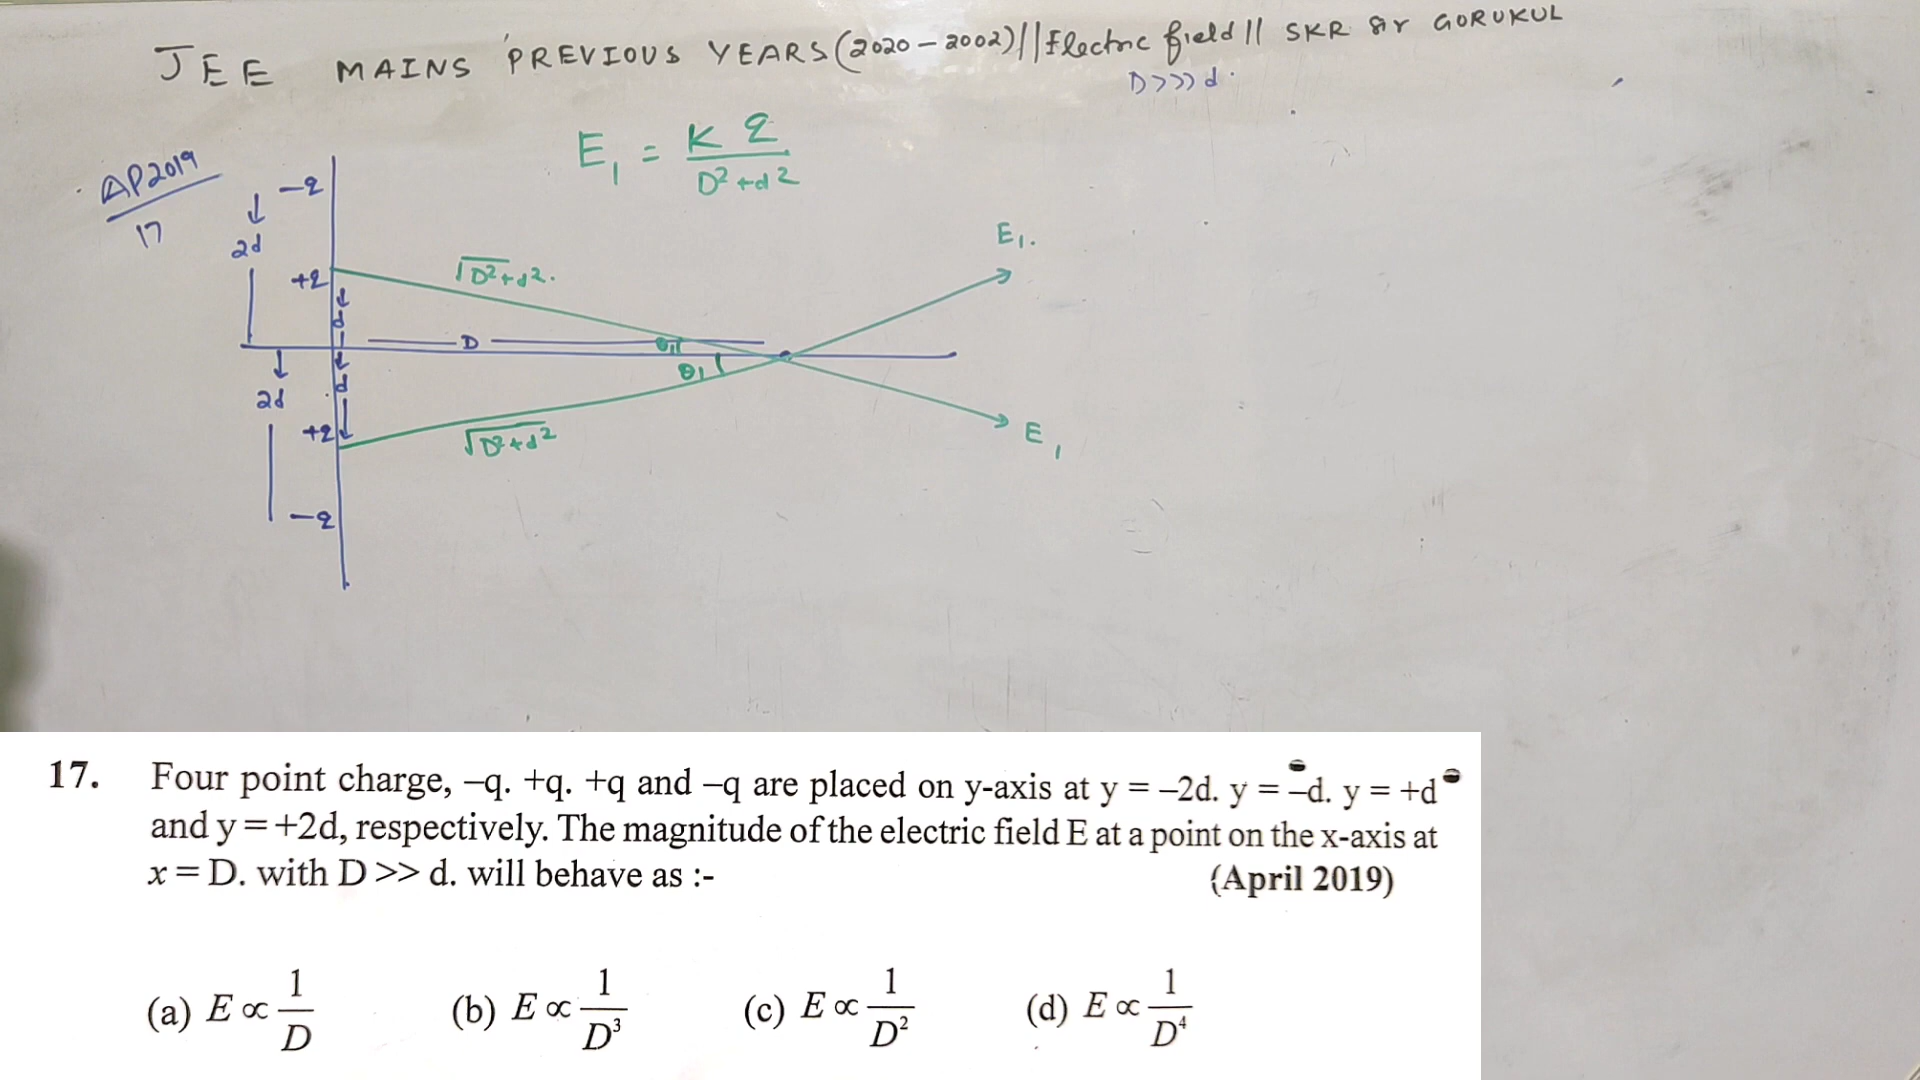 JEE MAINS PREVIOUS YEARS (2020-2002) || Electric field || SKR Sir GORUKUL
D>>>d.
E₁ = K q / D² + d²
AP2019
17
-q
2d
+q
√D²+d².
E₁.
d
D
θ₁
θ₁
d
2d
+q
√D²+d²
E₁
-q
17. Four point charge, –q. +q. +q and –q are placed on y-axis at y = –2d. y = –d. y = +d
and y = +2d, respectively. The magnitude of the electric field E at a point on the x-axis at
x = D. with D >> d. will behave as :- (April 2019)
(a) E ∝ 1/D (b) E ∝ 1/D³ (c) E ∝ 1/D² (d) E ∝ 1/D⁴